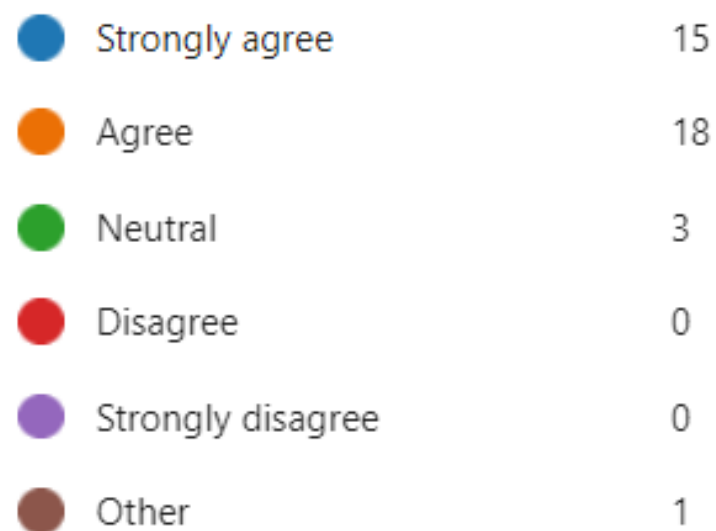 Strongly agree 15
Agree 18
Neutral 3
Disagree 0
Strongly disagree 0
Other 1